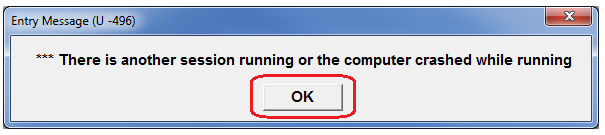 Entry Message (U -496)
*** There is another session running or the computer crashed while running
OK